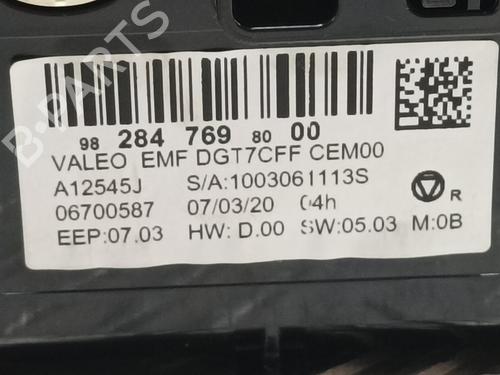 98 284 769 80 00
VALEO EMF DGT7CFF CEM00
A12545J S/A:1003061113S
06700587 07/03/20 04h
R
EEP:07.03 HW: D.00 SW:05.03 M:0B
B-PARTS